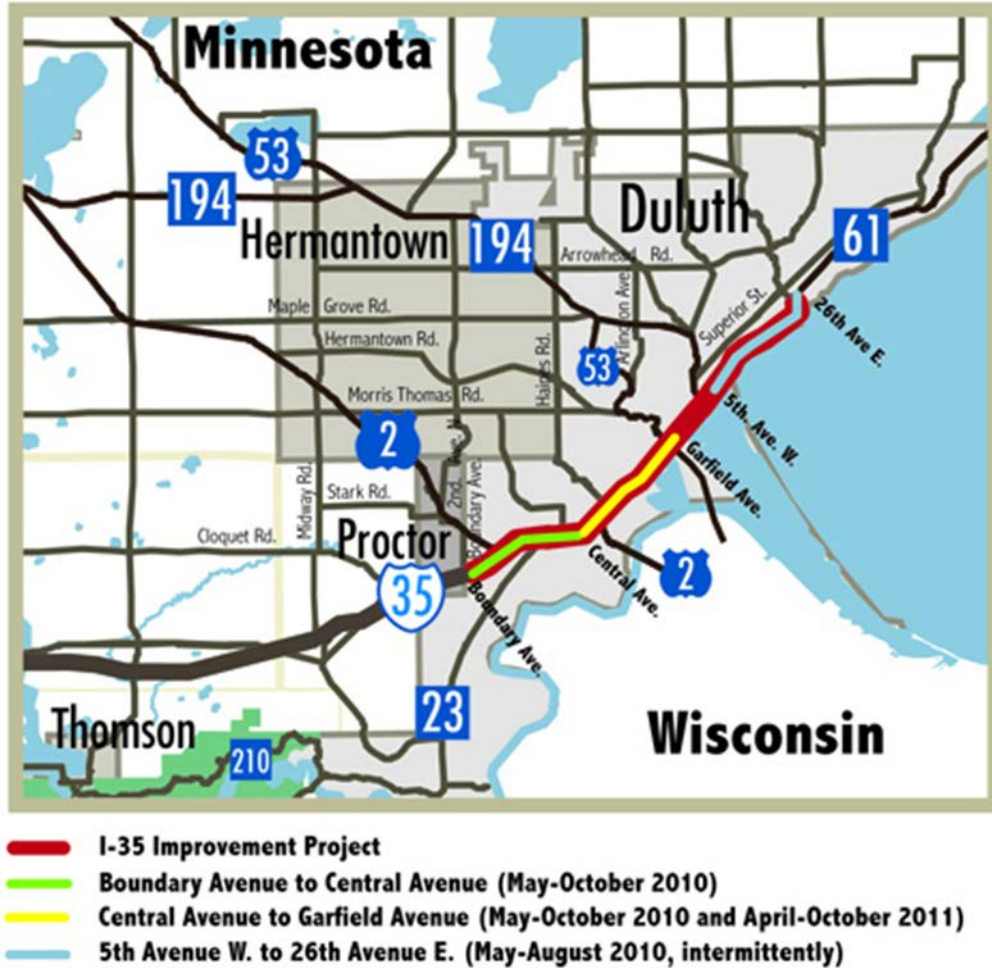 Minnesota
53
194
Duluth
Hermantown
194
61
Arrowhead Rd.
Maple Grove Rd.
Superior St.
26th Ave E.
Arlington Ave.
Hermantown Rd.
Haines Rd.
53
Morris Thomas Rd.
5th. Ave. W.
2
2nd. Ave. N.
Garfield Ave.
Midway Rd.
Boundary Ave.
Stark Rd.
Proctor
Cloquet Rd.
Central Ave.
2
35
Boundary Ave.
23
Thomson
Wisconsin
210
I-35 Improvement Project
Boundary Avenue to Central Avenue (May-October 2010)
Central Avenue to Garfield Avenue (May-October 2010 and April-October 2011)
5th Avenue W. to 26th Avenue E. (May-August 2010, intermittently)